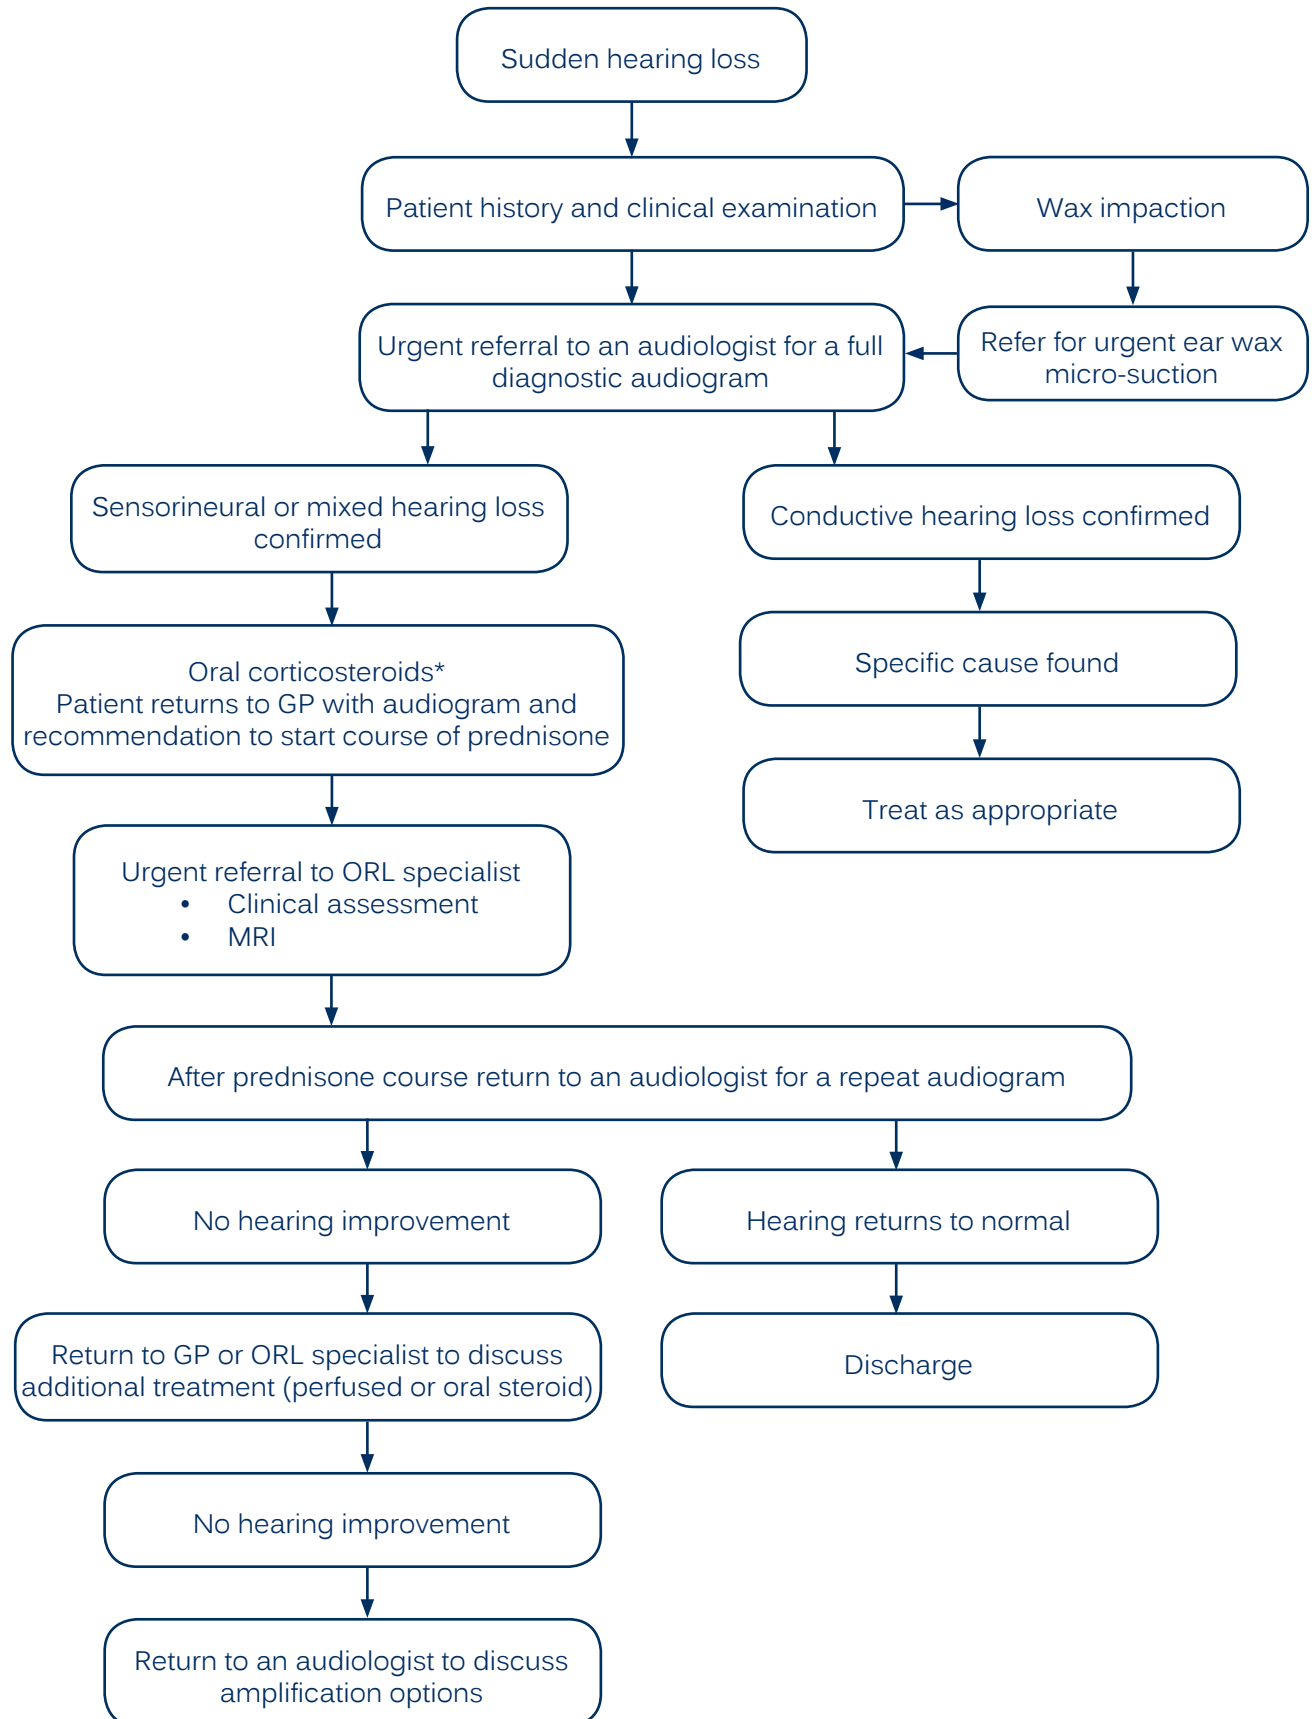 Sudden hearing loss
Patient history and clinical examination
Wax impaction
Urgent referral to an audiologist for a full
diagnostic audiogram
Refer for urgent ear wax
micro-suction
Sensorineural or mixed hearing loss
confirmed
Conductive hearing loss confirmed
Oral corticosteroids*
Patient returns to GP with audiogram and
recommendation to start course of prednisone
Specific cause found
Treat as appropriate
Urgent referral to ORL specialist
• Clinical assessment
• MRI
After prednisone course return to an audiologist for a repeat audiogram
No hearing improvement
Hearing returns to normal
Return to GP or ORL specialist to discuss
additional treatment (perfused or oral steroid)
Discharge
No hearing improvement
Return to an audiologist to discuss
amplification options